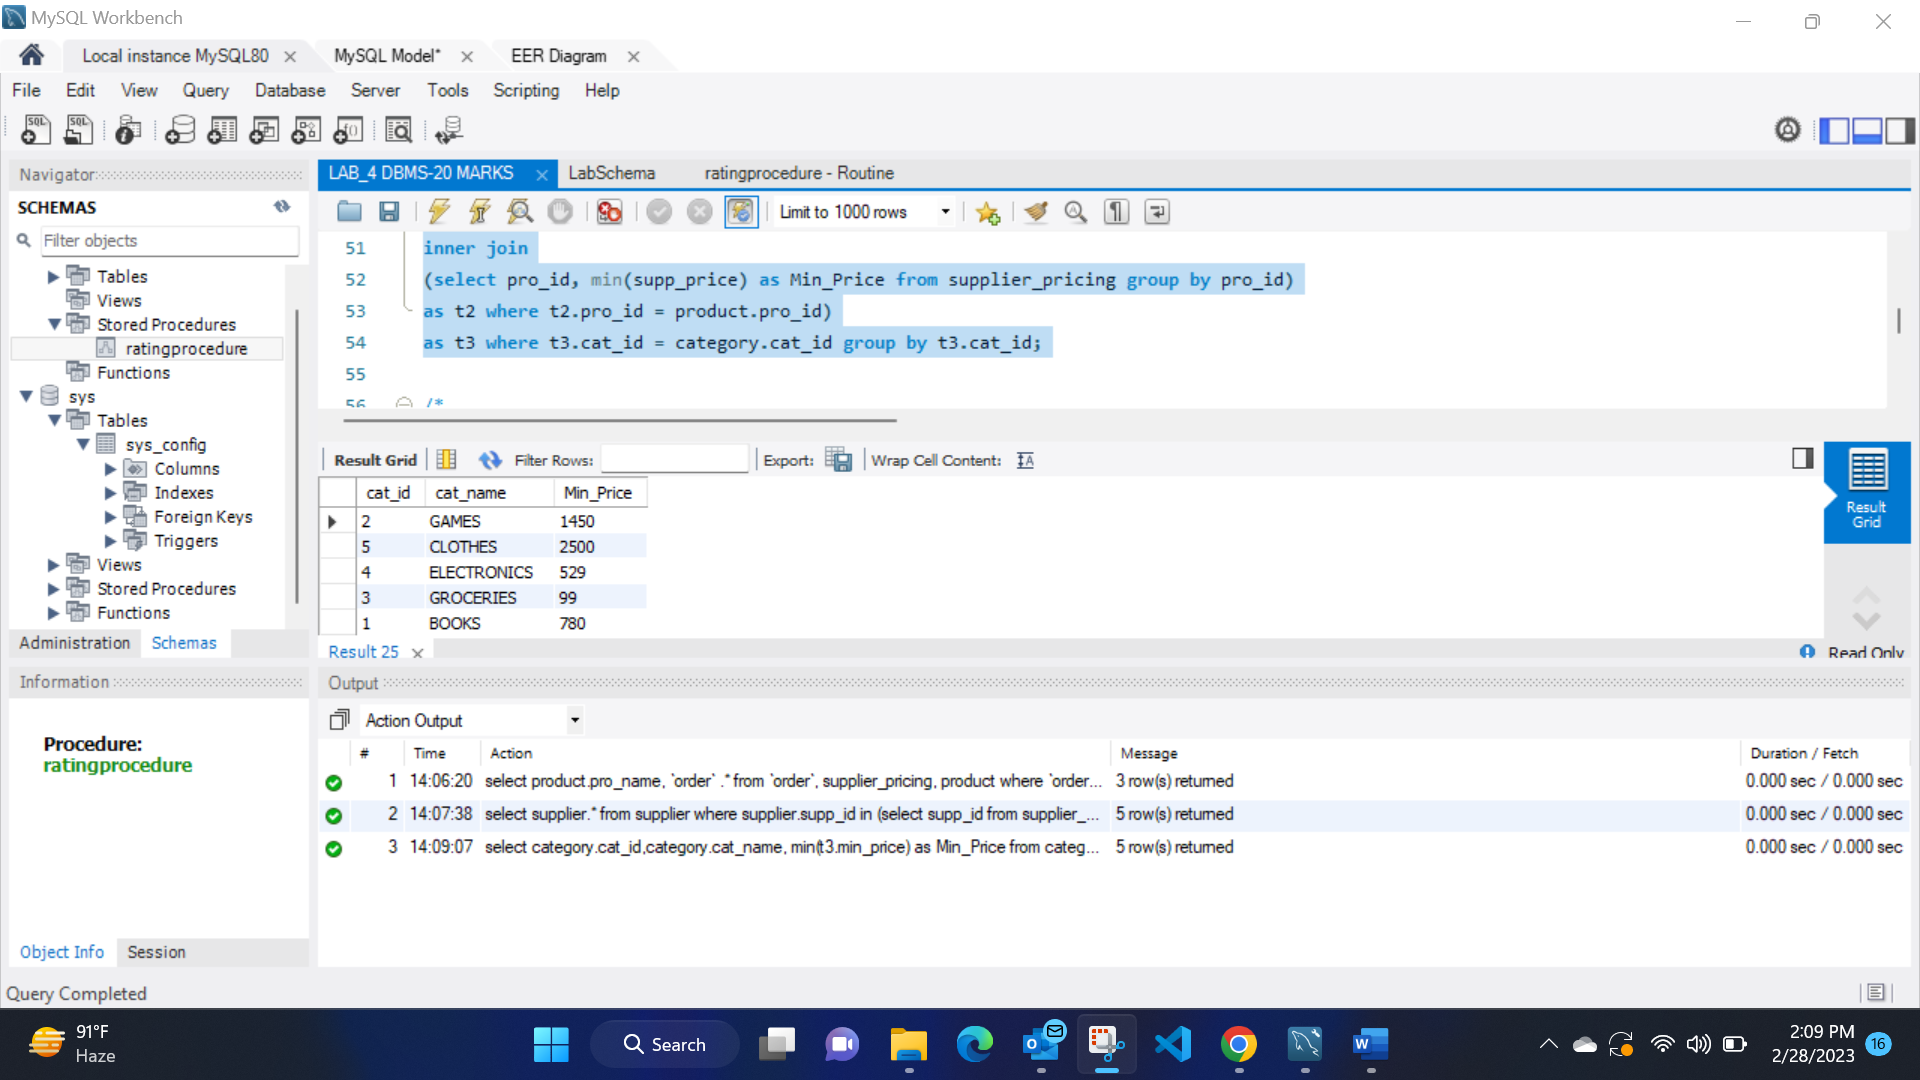 MySQL Workbench
Local instance MySQL80
MySQL Model*
EER Diagram
File Edit View Query Database Server Tools Scripting Help
Navigator
SCHEMAS
Filter objects
Tables
Views
Stored Procedures
ratingprocedure
Functions
sys
Tables
sys_config
Columns
Indexes
Foreign Keys
Triggers
Views
Stored Procedures
Functions
Administration Schemas
Information
Procedure:
ratingprocedure
Object Info Session
LAB_4 DBMS-20 MARKS
LabSchema
ratingprocedure - Routine
Limit to 1000 rows
51 inner join
52 (select pro_id, min(supp_price) as Min_Price from supplier_pricing group by pro_id)
53 as t2 where t2.pro_id = product.pro_id)
54 as t3 where t3.cat_id = category.cat_id group by t3.cat_id;
55
56 /*
Result Grid Filter Rows: Export: Wrap Cell Content:
cat_id cat_name Min_Price
2 GAMES 1450
5 CLOTHES 2500
4 ELECTRONICS 529
3 GROCERIES 99
1 BOOKS 780
Result Grid
Result 25
Read Only
Output
Action Output
# Time Action Message Duration / Fetch
1 14:06:20 select product.pro_name, `order` .* from `order`, supplier_pricing, product where `order... 3 row(s) returned 0.000 sec / 0.000 sec
2 14:07:38 select supplier.* from supplier where supplier.supp_id in (select supp_id from supplier_... 5 row(s) returned 0.000 sec / 0.000 sec
3 14:09:07 select category.cat_id,category.cat_name, min(t3.min_price) as Min_Price from categ... 5 row(s) returned 0.000 sec / 0.000 sec
Query Completed
91°F
Haze
Search
2:09 PM
2/28/2023
16